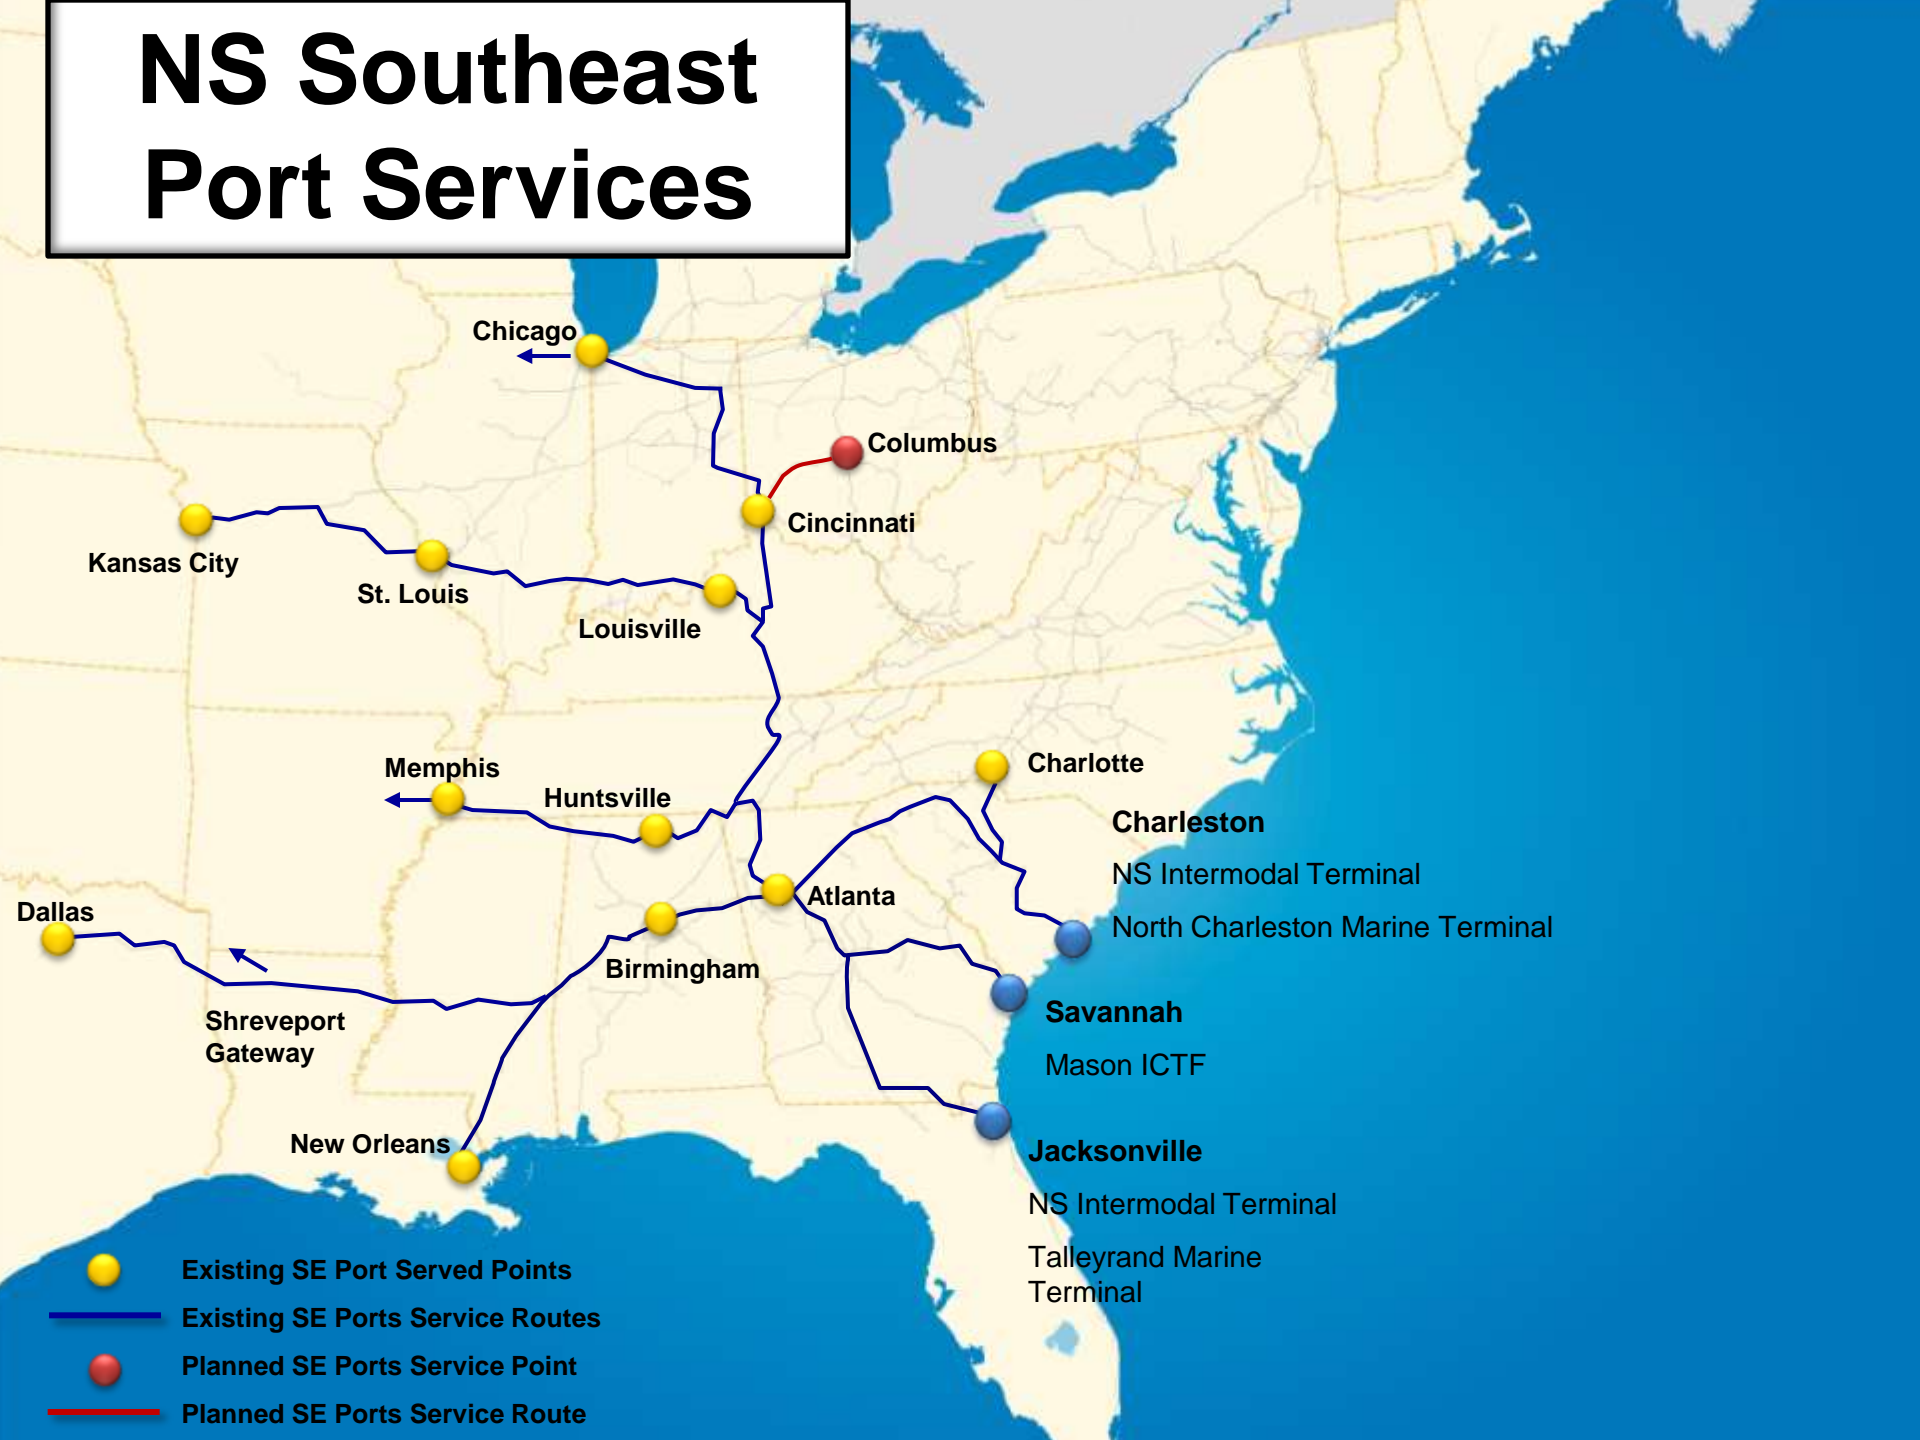 NS Southeast
Port Services
Chicago
Columbus
Cincinnati
Kansas City
St. Louis
Louisville
Memphis
Huntsville
Charlotte
Charleston
NS Intermodal Terminal
North Charleston Marine Terminal
Atlanta
Dallas
Birmingham
Shreveport
Gateway
Savannah
Mason ICTF
New Orleans
Jacksonville
NS Intermodal Terminal
Talleyrand Marine
Terminal
Existing SE Port Served Points
Existing SE Ports Service Routes
Planned SE Ports Service Point
Planned SE Ports Service Route